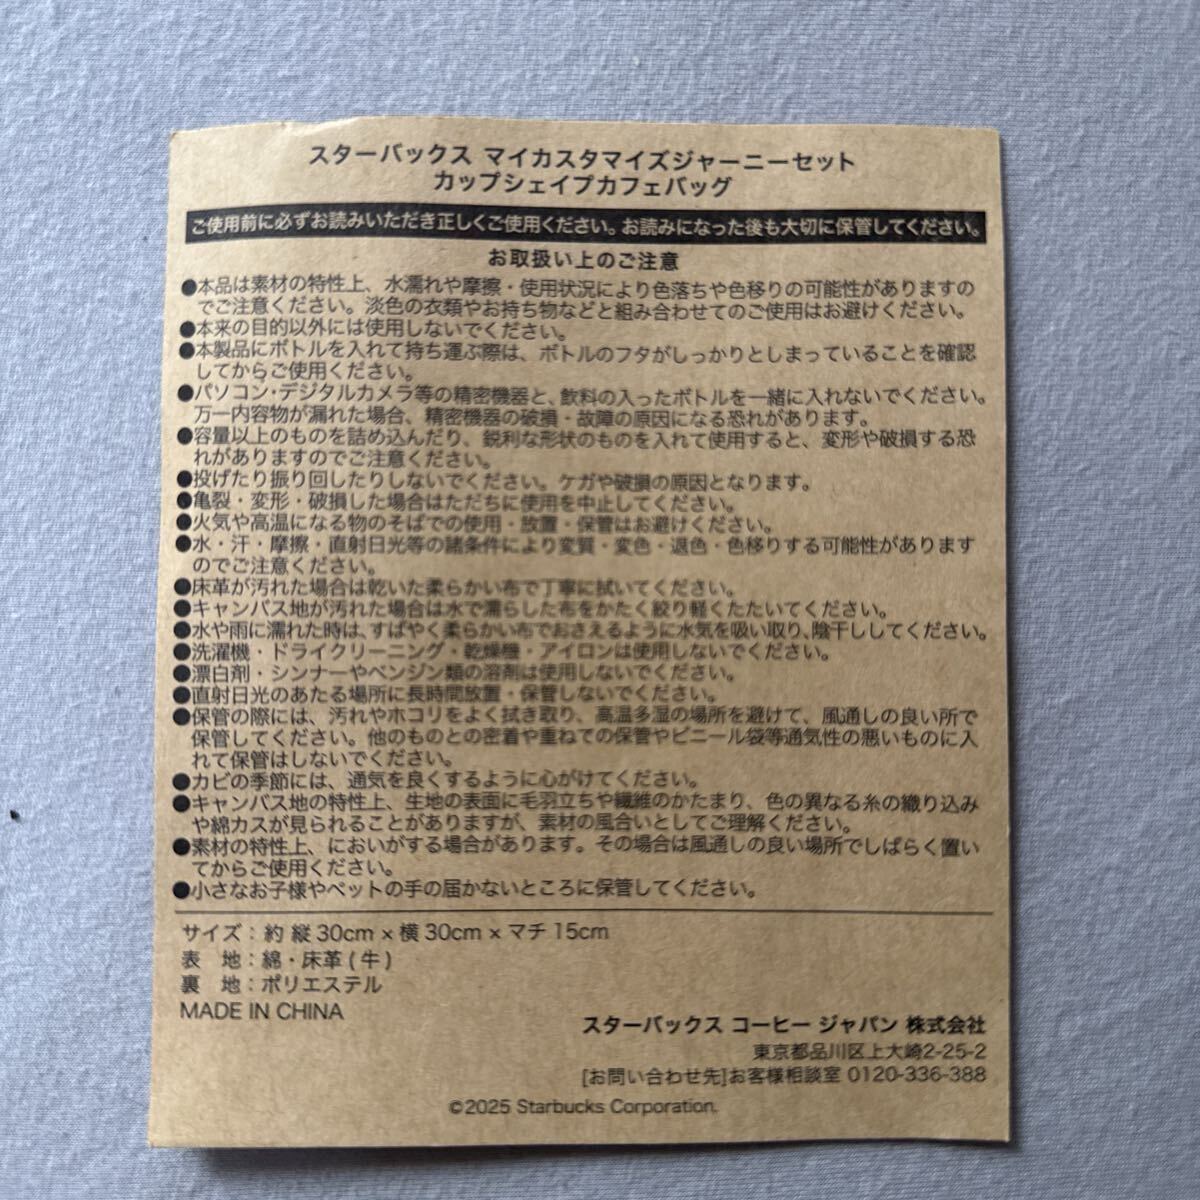 スターバックス マイカスタマイズジャーニーセット
カップシェイプカフェバッグ
ご使用前に必ずお読みいただき正しくご使用ください。お読みになった後も大切に保管してください。
お取扱い上のご注意
●本品は素材の特性上、水濡れや摩擦・使用状況により色落ちや色移りの可能性がありますの
でご注意ください。淡色の衣類やお持ち物などと組み合わせてのご使用はお避けください。
●本来の目的以外には使用しないでください。
●本製品にボトルを入れて持ち運ぶ際は、ボトルのフタがしっかりとしまっていることを確認
してからご使用ください。
●パソコン・デジタルカメラ等の精密機器と、飲料の入ったボトルを一緒に入れないでください。
万一内容物が漏れた場合、精密機器の破損・故障の原因になる恐れがあります。
●容量以上のものを詰め込んだり、鋭利な形状のものを入れて使用すると、変形や破損する恐
れがありますのでご注意ください。
●投げたり振り回したりしないでください。ケガや破損の原因となります。
●亀裂・変形・破損した場合はただちに使用を中止してください。
●火気や高温になる物のそばでの使用・放置・保管はお避けください。
●水・汗・摩擦・直射日光等の諸条件により変質・変色・退色・色移りする可能性があります
のでご注意ください。
●床革が汚れた場合は乾いた柔らかい布で丁寧に拭いてください。
●キャンバス地が汚れた場合は水で濡らした布をかたく絞り軽くたたいてください。
●水や雨に濡れた時は、すばやく柔らかい布でおさえるように水気を吸い取り、陰干ししてください。
●洗濯機・ドライクリーニング・乾燥機・アイロンは使用しないでください。
●漂白剤・シンナーやベンジン類の溶剤は使用しないでください。
●直射日光のあたる場所に長時間放置・保管しないでください。
●保管の際には、汚れやホコリをよく拭き取り、高温多湿の場所を避けて、風通しの良い所で
保管してください。他のものとの密着や重ねての保管やビニール袋等通気性の悪いものに入
れて保管はしないでください。
●カビの季節には、通気を良くするように心がけてください。
●キャンバス地の特性上、生地の表面に毛羽立ちや繊維のかたまり、色の異なる糸の織り込み
や綿カスが見られることがありますが、素材の風合いとしてご理解ください。
●素材の特性上、においがする場合があります。その場合は風通しの良い場所でしばらく置い
てからご使用ください。
●小さなお子様やペットの手の届かないところに保管してください。
サイズ：約 縦30cm × 横30cm × マチ15cm
表　地：綿・床革(牛)
裏　地：ポリエステル
MADE IN CHINA
スターバックス コーヒー ジャパン 株式会社
東京都品川区上大崎2-25-2
[お問い合わせ先]お客様相談室 0120-336-388
©2025 Starbucks Corporation.